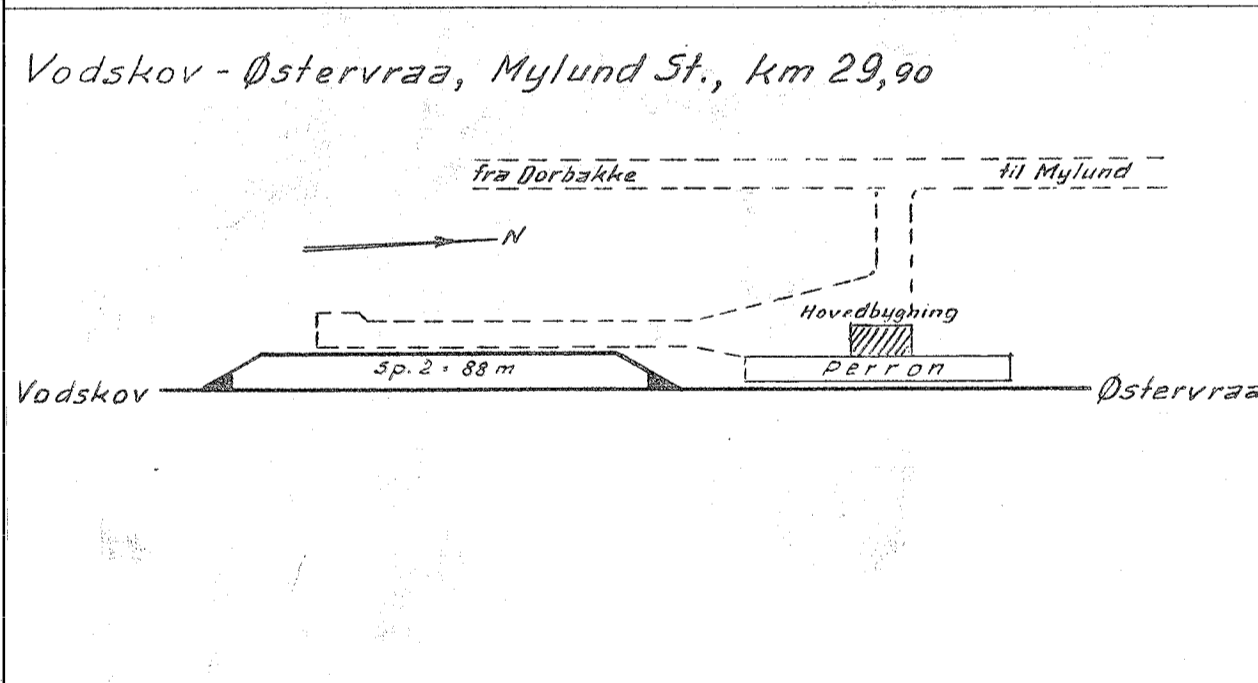 Vodskov - Østervraa, Mylund St., km 29,90
fra Dorbakke
til Mylund
N
Hovedbygning
Sp. 2 = 88 m
Perron
Vodskov
Østervraa